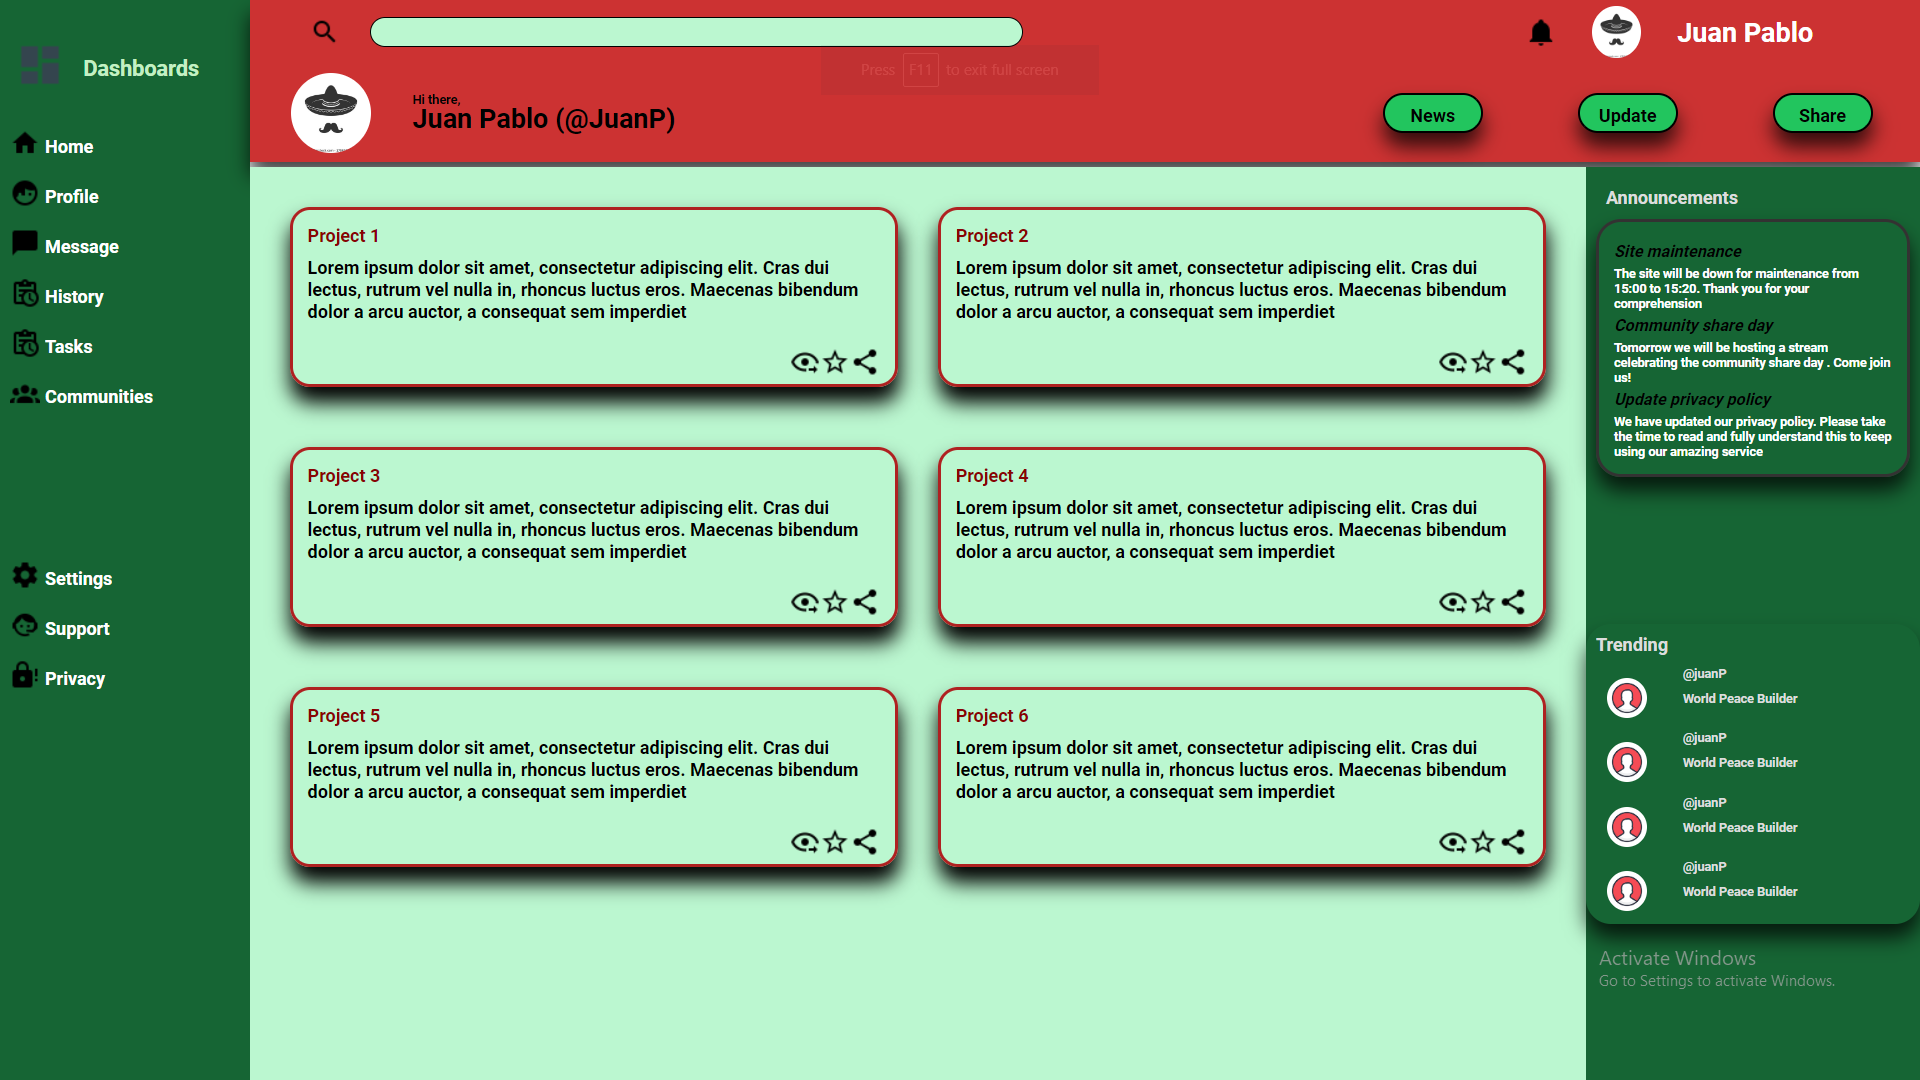 Dashboards
Home
Profile
Message
History
Tasks
Communities
Settings
Support
Privacy
Juan Pablo
Press F11 to exit full screen
Hi there,
Juan Pablo (@JuanP)
News
Update
Share
Project 1
Lorem ipsum dolor sit amet, consectetur adipiscing elit. Cras dui
lectus, rutrum vel nulla in, rhoncus luctus eros. Maecenas bibendum
dolor a arcu auctor, a consequat sem imperdiet
Project 2
Lorem ipsum dolor sit amet, consectetur adipiscing elit. Cras dui
lectus, rutrum vel nulla in, rhoncus luctus eros. Maecenas bibendum
dolor a arcu auctor, a consequat sem imperdiet
Project 3
Lorem ipsum dolor sit amet, consectetur adipiscing elit. Cras dui
lectus, rutrum vel nulla in, rhoncus luctus eros. Maecenas bibendum
dolor a arcu auctor, a consequat sem imperdiet
Project 4
Lorem ipsum dolor sit amet, consectetur adipiscing elit. Cras dui
lectus, rutrum vel nulla in, rhoncus luctus eros. Maecenas bibendum
dolor a arcu auctor, a consequat sem imperdiet
Project 5
Lorem ipsum dolor sit amet, consectetur adipiscing elit. Cras dui
lectus, rutrum vel nulla in, rhoncus luctus eros. Maecenas bibendum
dolor a arcu auctor, a consequat sem imperdiet
Project 6
Lorem ipsum dolor sit amet, consectetur adipiscing elit. Cras dui
lectus, rutrum vel nulla in, rhoncus luctus eros. Maecenas bibendum
dolor a arcu auctor, a consequat sem imperdiet
Announcements
Site maintenance
The site will be down for maintenance from
15:00 to 15:20. Thank you for your
comprehension
Community share day
Tomorrow we will be hosting a stream
celebrating the community share day . Come join
us!
Update privacy policy
We have updated our privacy policy. Please take
the time to read and fully understand this to keep
using our amazing service
Trending
@juanP
World Peace Builder
@juanP
World Peace Builder
@juanP
World Peace Builder
@juanP
World Peace Builder
Activate Windows
Go to Settings to activate Windows.